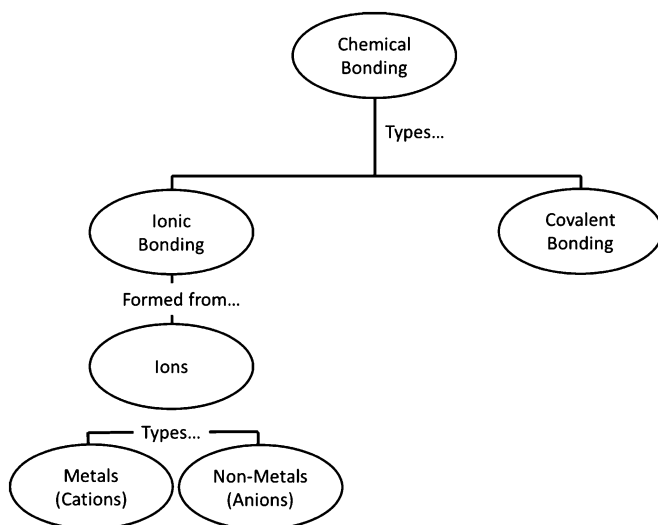 Chemical
Bonding
Types...
Ionic
Bonding
Covalent
Bonding
Formed from...
Ions
Types...
Metals
(Cations)
Non-Metals
(Anions)